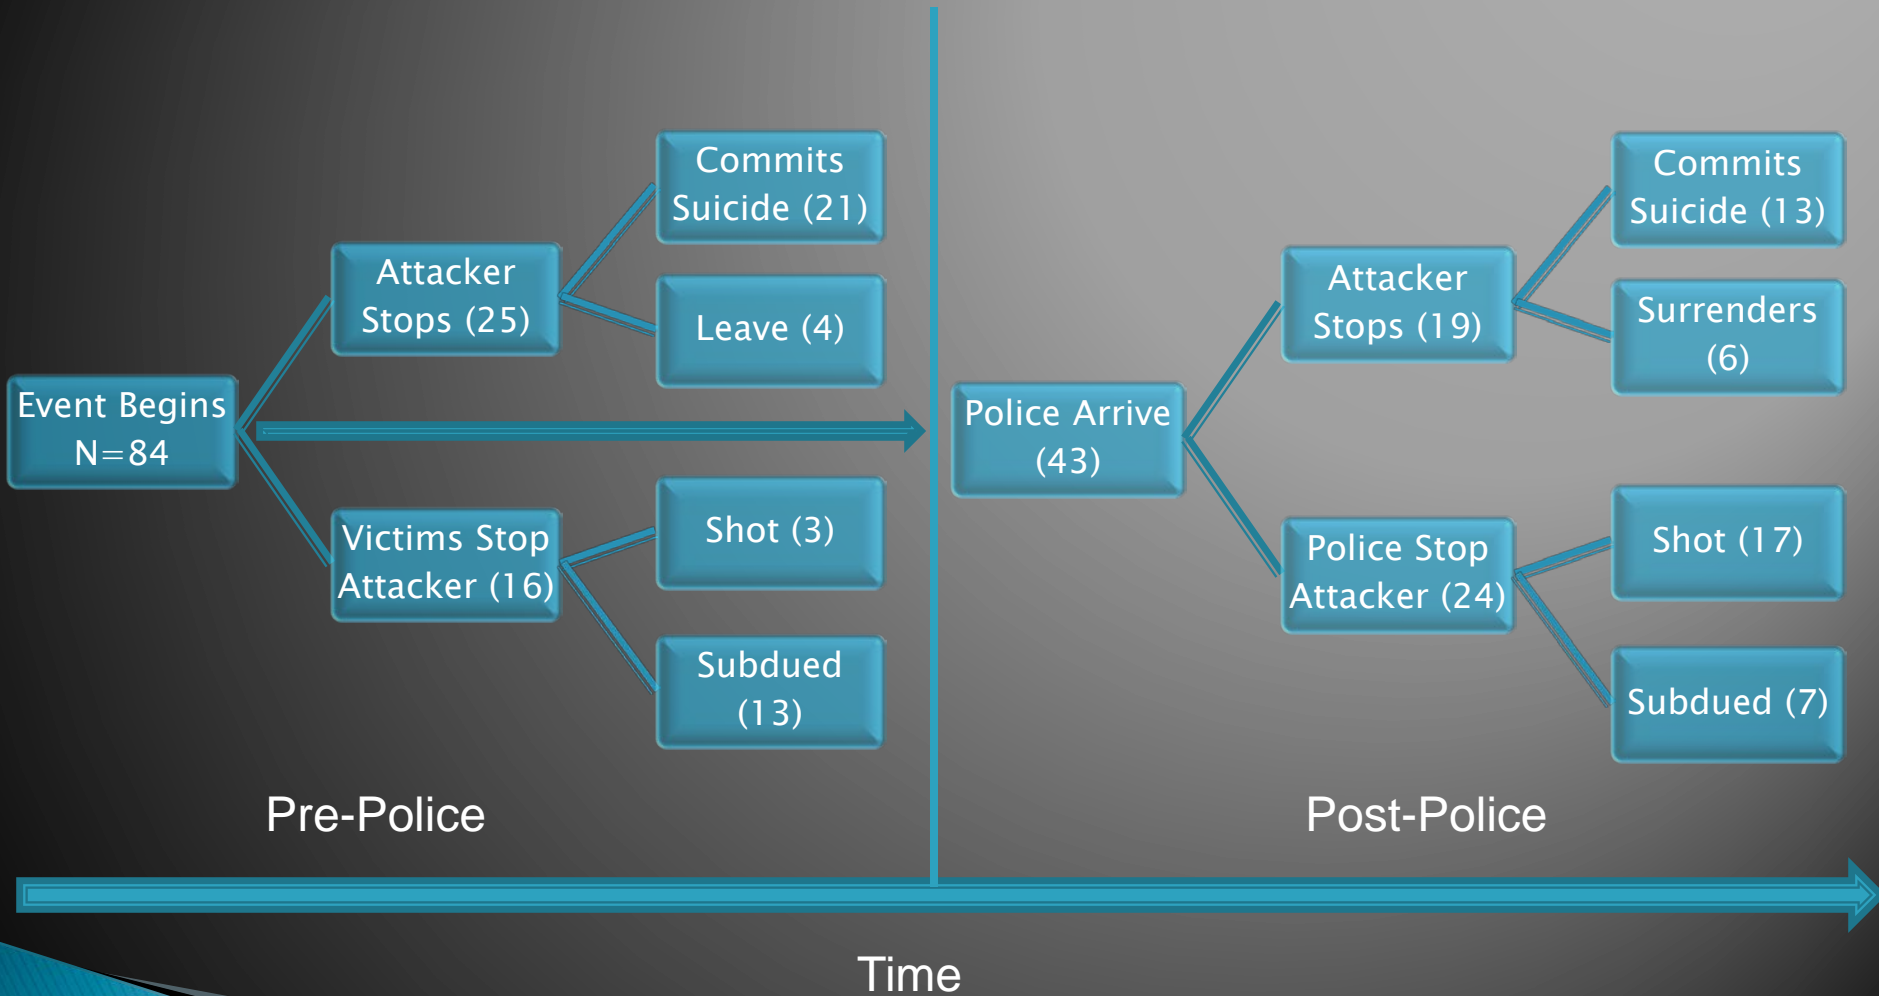 Event Begins
N=84
Attacker
Stops (25)
Commits
Suicide (21)
Leave (4)
Victims Stop
Attacker (16)
Shot (3)
Subdued
(13)
Police Arrive
(43)
Attacker
Stops (19)
Commits
Suicide (13)
Surrenders
(6)
Police Stop
Attacker (24)
Shot (17)
Subdued (7)
Pre-Police
Post-Police
Time